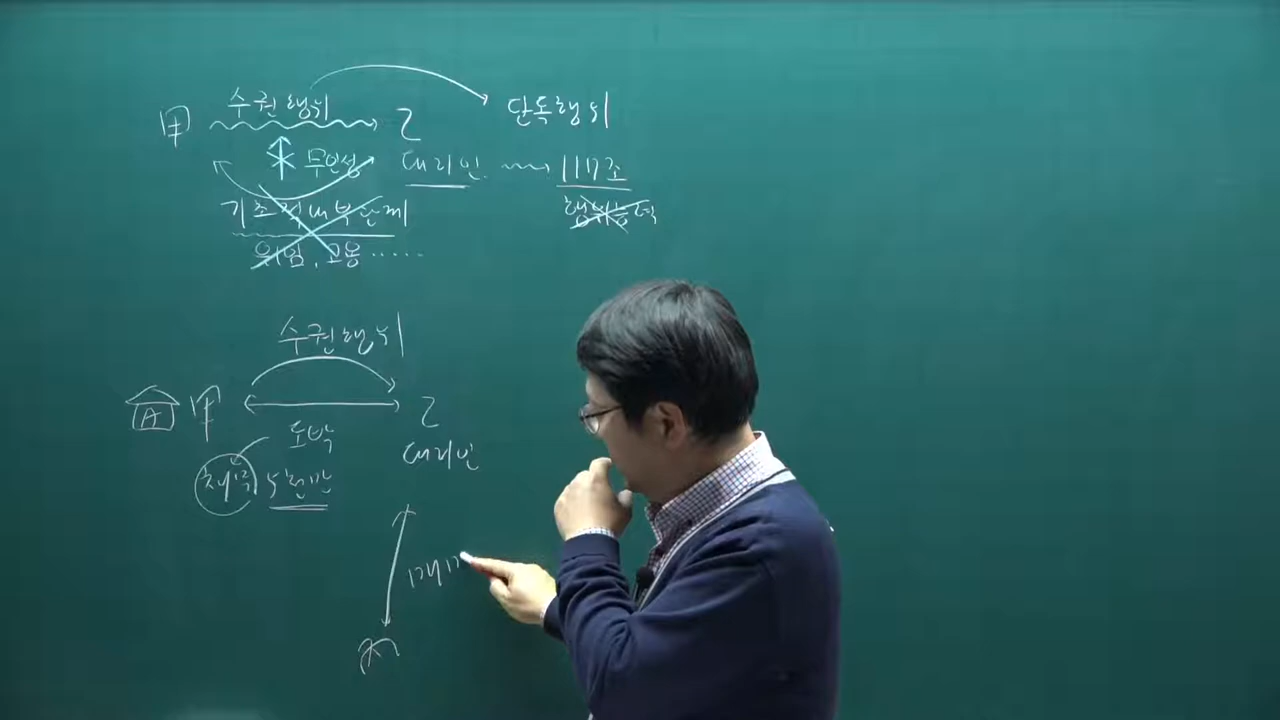 수권행위 단독행위
甲 乙
무인성 대리인 117조
기초적 내부관계 행위능력
위임, 고용 ......
수권행위
A 甲 乙
도박 대리인
채무 5천만
매매
丙